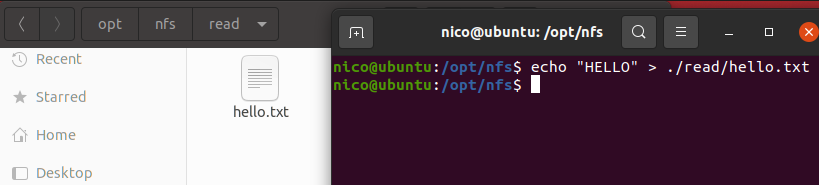 opt nfs read
Recent
Starred
Home
Desktop
hello.txt
nico@ubuntu: /opt/nfs
nico@ubuntu:/opt/nfs$ echo "HELLO" > ./read/hello.txt
nico@ubuntu:/opt/nfs$